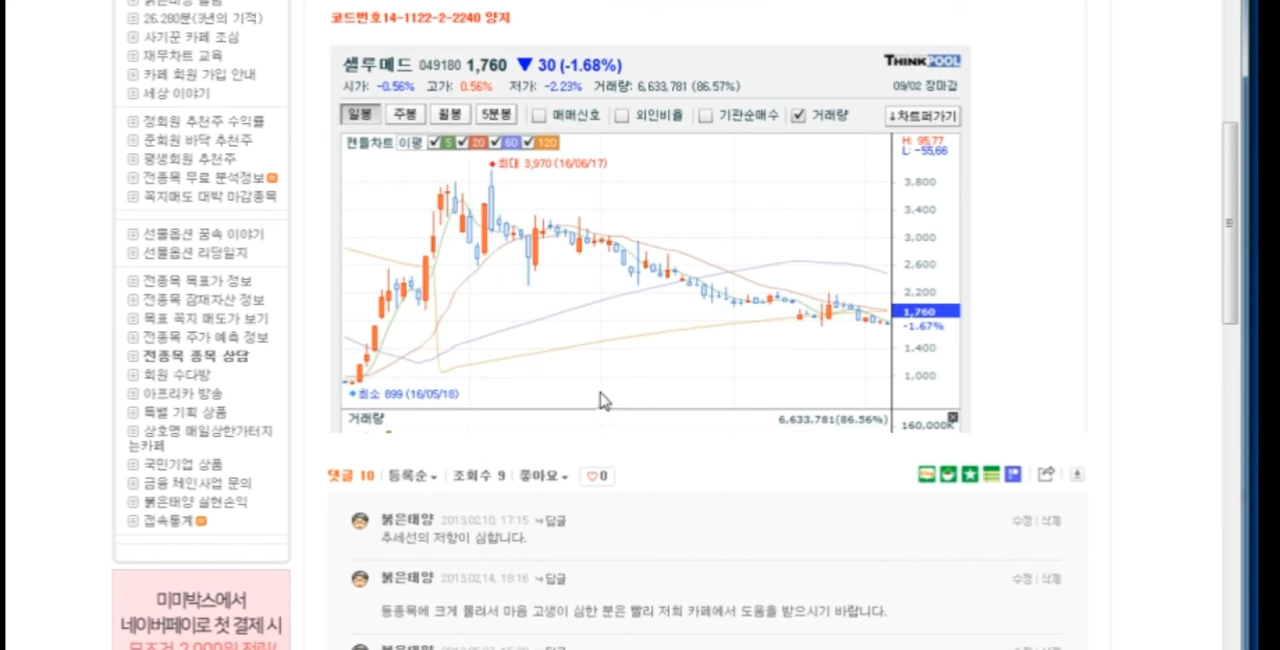 26.280분(3년의 기적)
사기꾼 카페 조심
재무차트 교육
카페 회원 가입 안내
세상 이야기
정회원 추천주 수익률
준회원 바닥 추천주
평생회원 추천주
전종목 무료 분석정보
꼭지매도 대박 마감종목
선물옵션 꿈속 이야기
선물옵션 리딩일지
전종목 목표가 정보
전종목 잠재자산 정보
목표 꼭지 매도가 보기
전종목 주가 예측 정보
전종목 종목 상담
회원 수다방
아프리카 방송
특별 기획 상품
상호명 매일상한가터지
는카페
국민기업 상품
금융 체인사업 문의
붉은태양 실현손익
접속통계
미미박스에서
네이버페이로 첫 결제 시
무조건 2,000원 적립!
코드번호14-1122-2-2240 양지
셀루메드 049180 1,760 ▼ 30 (-1.68%)
THINKPOOL
시가: -0.56% 고가: 0.56% 저가: -2.23% 거래량: 6,633,781 (86.57%)
09/02 장마감
일봉 주봉 월봉 5분봉 매매신호 외인비율 기관순매수 거래량 ↓차트퍼가기
캔들차트 이평 5 20 60 120
H: 95,77
L: -55,66
최대 3,970 (16/06/17)
3,800
3,400
3,000
2,600
2,200
1,760
-1.67%
1,400
1,000
최소 899 (16/05/18)
거래량 6,633,781(86.56%)
160,000K
댓글 10 등록순 조회수 9 좋아요 ♡0
붉은태양 2013.02.10, 17:15 답글 수정 | 삭제
추세선의 저항이 심합니다.
붉은태양 2013.02.14, 18:16 답글 수정 | 삭제
동종목에 크게 물려서 마음 고생이 심한 분은 빨리 저희 카페에서 도움을 받으시기 바랍니다.